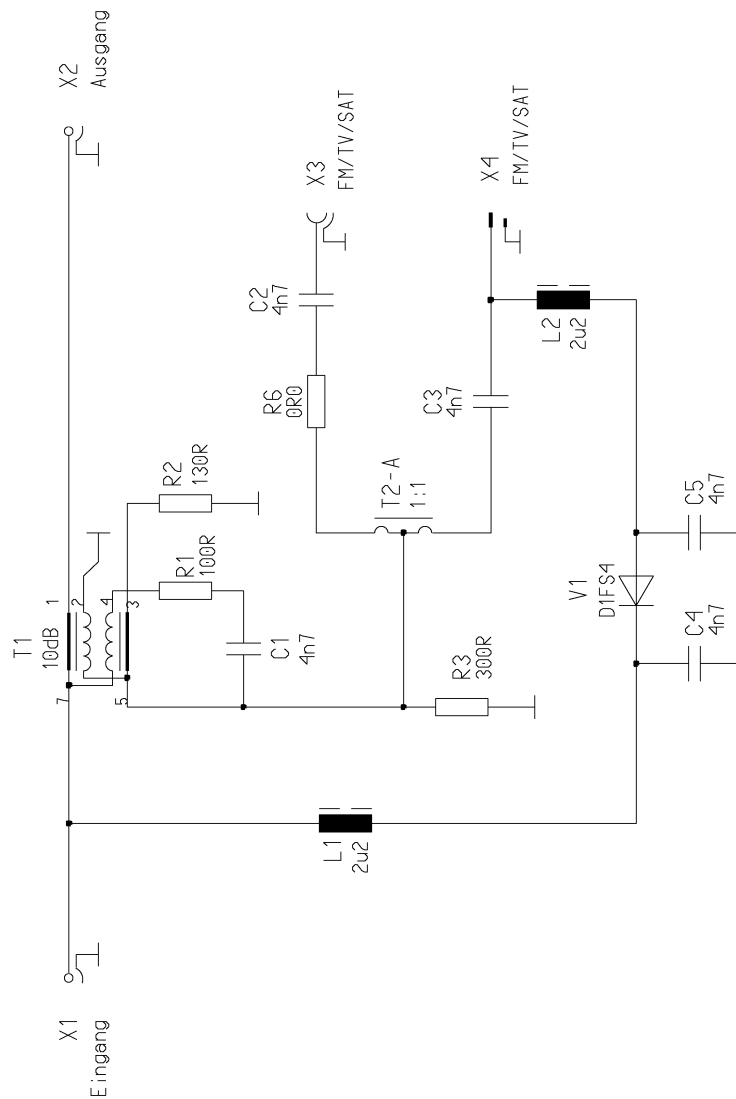 X1
Eingang
X2
Ausgang
T1
10dB
7
1
2
4
5
3
R2
130R
R1
100R
C1
4n7
R3
300R
L1
2u2
C2
4n7
R6
0R0
X3
FM/TV/SAT
T2-A
1:1
C3
4n7
X4
FM/TV/SAT
L2
2u2
V1
D1FS4
C4
4n7
C5
4n7